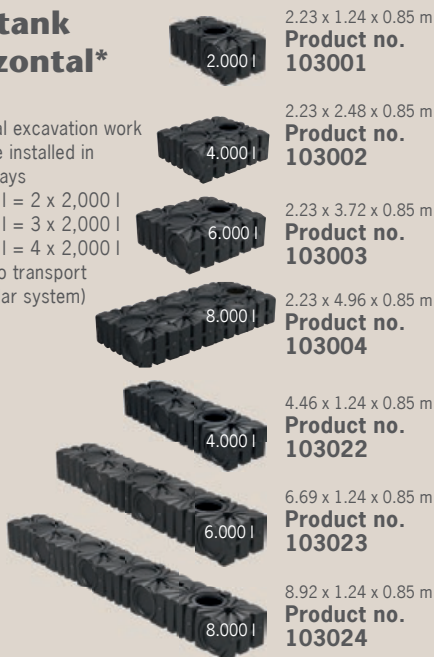 tank
zontal*
al excavation work
e installed in
ays
l = 2 x 2,000 l
l = 3 x 2,000 l
l = 4 x 2,000 l
o transport
ar system)
2.000 l
2.23 x 1.24 x 0.85 m
Product no.
103001
4.000 l
2.23 x 2.48 x 0.85 m
Product no.
103002
6.000 l
2.23 x 3.72 x 0.85 m
Product no.
103003
8.000 l
2.23 x 4.96 x 0.85 m
Product no.
103004
4.000 l
4.46 x 1.24 x 0.85 m
Product no.
103022
6.000 l
6.69 x 1.24 x 0.85 m
Product no.
103023
8.000 l
8.92 x 1.24 x 0.85 m
Product no.
103024